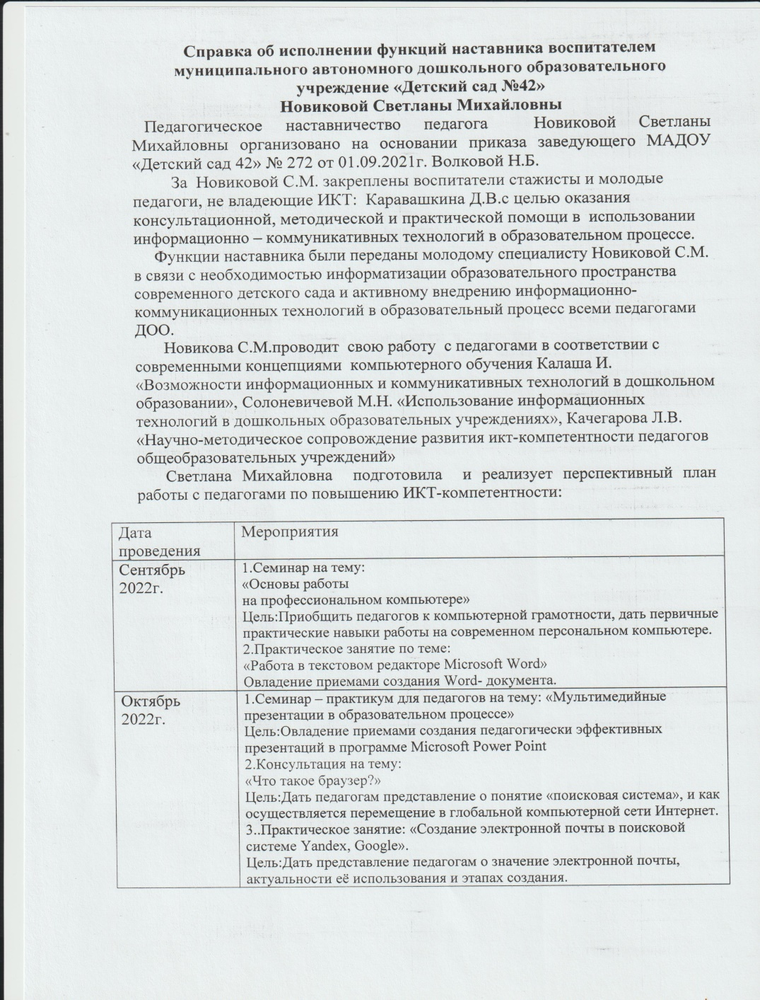 Справка об исполнении функций наставника воспитателем
муниципального автономного дошкольного образовательного
учреждение «Детский сад №42»
Новиковой Светланы Михайловны
Педагогическое наставничество педагога Новиковой Светланы
Михайловны организовано на основании приказа заведующего МАДОУ
«Детский сад 42» № 272 от 01.09.2021г. Волковой Н.Б.
За Новиковой С.М. закреплены воспитатели стажисты и молодые
педагоги, не владеющие ИКТ: Каравашкина Д.В.с целью оказания
консультационной, методической и практической помощи в использовании
информационно – коммуникативных технологий в образовательном процессе.
Функции наставника были переданы молодому специалисту Новиковой С.М.
в связи с необходимостью информатизации образовательного пространства
современного детского сада и активному внедрению информационно-
коммуникационных технологий в образовательный процесс всеми педагогами
ДОО.
Новикова С.М.проводит свою работу с педагогами в соответствии с
современными концепциями компьютерного обучения Калаша И.
«Возможности информационных и коммуникативных технологий в дошкольном
образовании», Солоневичевой М.Н. «Использование информационных
технологий в дошкольных образовательных учреждениях», Качегарова Л.В.
«Научно-методическое сопровождение развития икт-компетентности педагогов
общеобразовательных учреждений»
Светлана Михайловна подготовила и реализует перспективный план
работы с педагогами по повышению ИКТ-компетентности:
Дата
проведения
Мероприятия
Сентябрь
2022г.
1.Семинар на тему:
«Основы работы
на профессиональном компьютере»
Цель:Приобщить педагогов к компьютерной грамотности, дать первичные
практические навыки работы на современном персональном компьютере.
2.Практическое занятие по теме:
«Работа в текстовом редакторе Microsoft Word»
Овладение приемами создания Word- документа.
Октябрь
2022г.
1.Семинар – практикум для педагогов на тему: «Мультимедийные
презентации в образовательном процессе»
Цель:Овладение приемами создания педагогически эффективных
презентаций в программе Microsoft Power Point
2.Консультация на тему:
«Что такое браузер?»
Цель:Дать педагогам представление о понятие «поисковая система», и как
осуществляется перемещение в глобальной компьютерной сети Интернет.
3..Практическое занятие: «Создание электронной почты в поисковой
системе Yandex, Google».
Цель:Дать представление педагогам о значение электронной почты,
актуальности её использования и этапах создания.